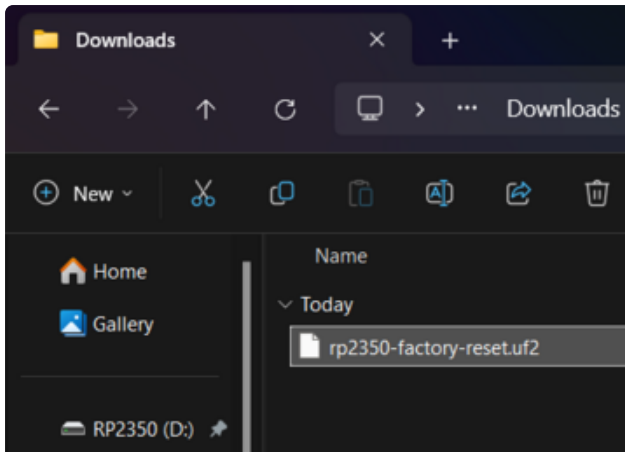 Downloads
Downloads
New
Name
Home
Today
Gallery
rp2350-factory-reset.uf2
RP2350 (D:)